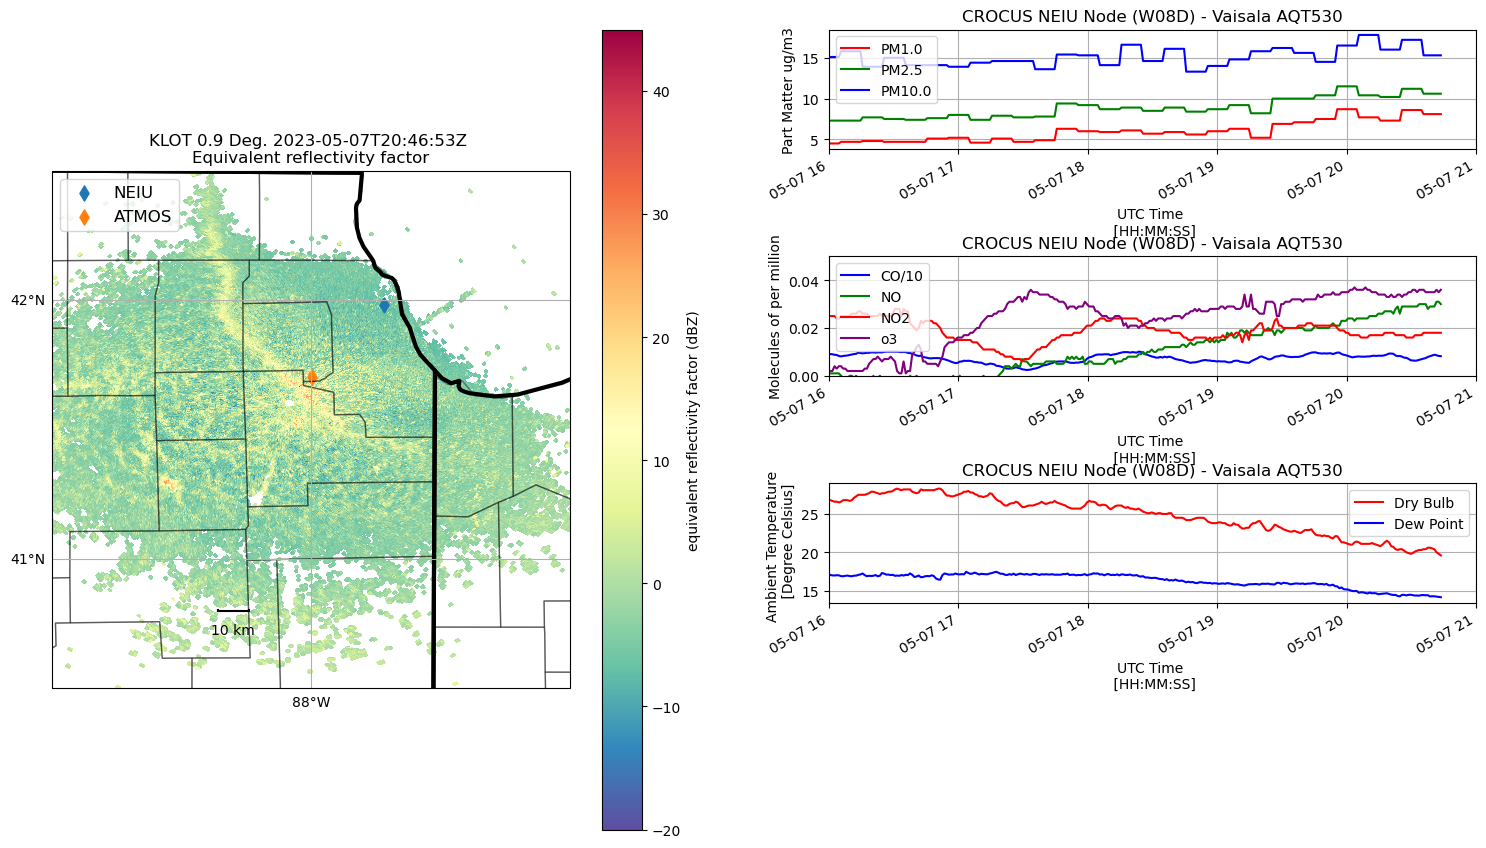 KLOT 0.9 Deg. 2023-05-07T20:46:53Z
Equivalent reflectivity factor
NEIU
ATMOS
42°N
41°N
88°W
10 km
40
30
20
10
0
−10
−20
equivalent reflectivity factor (dBZ)
CROCUS NEIU Node (W08D) - Vaisala AQT530
Part Matter ug/m3
15
10
5
PM1.0
PM2.5
PM10.0
05-07 16
05-07 17
05-07 18
05-07 19
05-07 20
05-07 21
UTC Time
[HH:MM:SS]
CROCUS NEIU Node (W08D) - Vaisala AQT530
Molecules of per million
0.04
0.02
0.00
CO/10
NO
NO2
o3
05-07 16
05-07 17
05-07 18
05-07 19
05-07 20
05-07 21
UTC Time
[HH:MM:SS]
CROCUS NEIU Node (W08D) - Vaisala AQT530
Ambient Temperature
[Degree Celsius]
25
20
15
Dry Bulb
Dew Point
05-07 16
05-07 17
05-07 18
05-07 19
05-07 20
05-07 21
UTC Time
[HH:MM:SS]